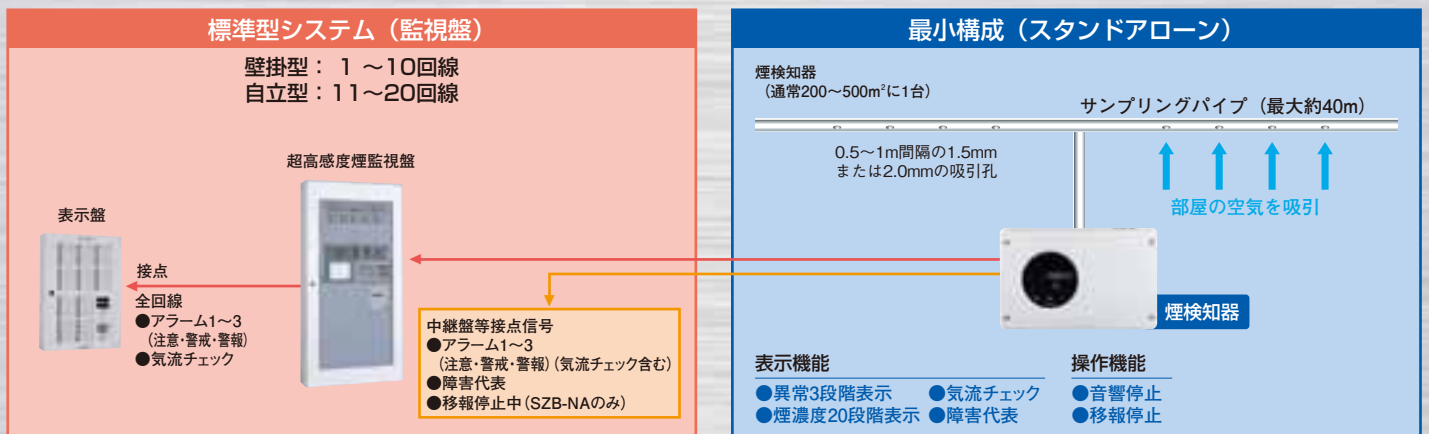 標準型システム（監視盤）
壁掛型： 1 ～10回線
自立型：11～20回線
超高感度煙監視盤
表示盤
接点
全回線
●アラーム1～3
（注意・警戒・警報）
●気流チェック
中継盤等接点信号
●アラーム1～3
（注意・警戒・警報）（気流チェック含む）
●障害代表
●移報停止中（SZB-NAのみ）
最小構成（スタンドアローン）
煙検知器
（通常200～500m²に1台）
サンプリングパイプ（最大約40m）
0.5～1m間隔の1.5mm
または2.0mmの吸引孔
部屋の空気を吸引
煙検知器
表示機能
●異常3段階表示 ●気流チェック
●煙濃度20段階表示 ●障害代表
操作機能
●音響停止
●移報停止